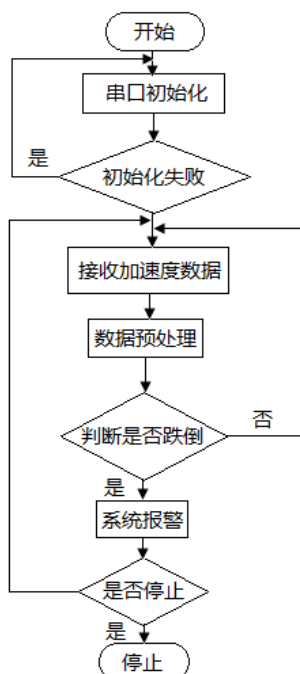 开始
串口初始化
是
初始化失败
接收加速度数据
数据预处理
判断是否跌倒
否
是
系统报警
是否停止
是
停止